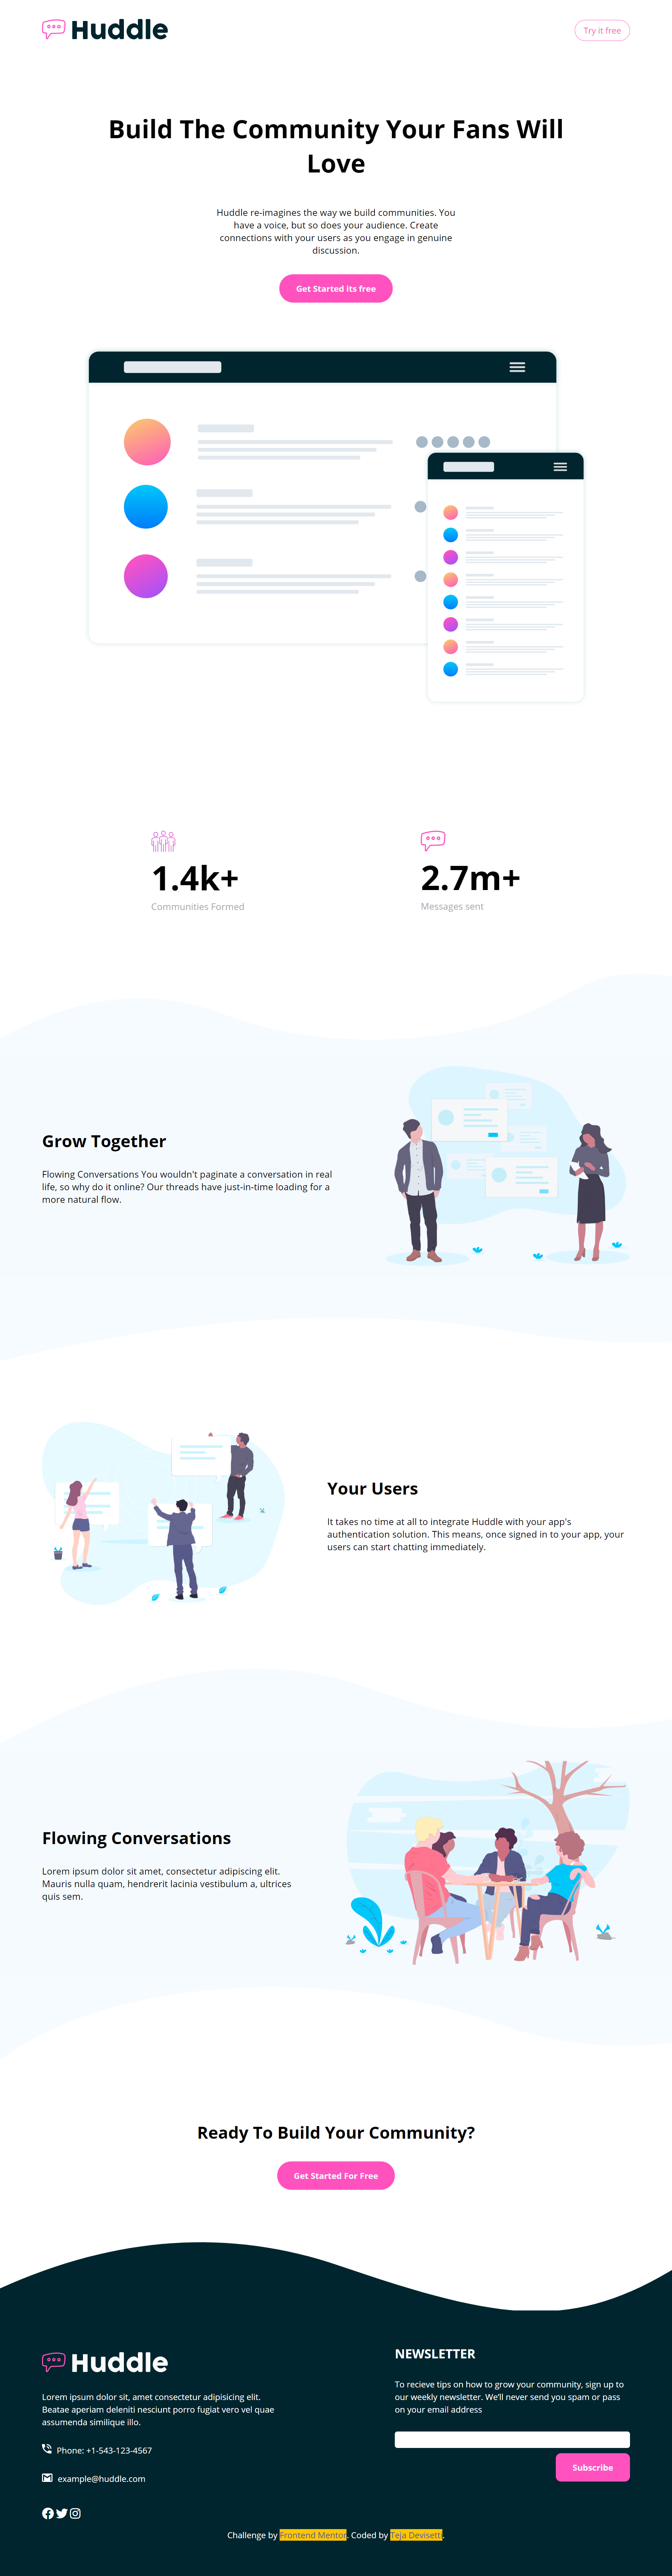 Huddle
Try it free
Build The Community Your Fans Will
Love
Huddle re-imagines the way we build communities. You
have a voice, but so does your audience. Create
connections with your users as you engage in genuine
discussion.
Get Started its free
1.4k+
Communities Formed
2.7m+
Messages sent
Grow Together
Flowing Conversations You wouldn't paginate a conversation in real
life, so why do it online? Our threads have just-in-time loading for a
more natural flow.
Your Users
It takes no time at all to integrate Huddle with your app's
authentication solution. This means, once signed in to your app, your
users can start chatting immediately.
Flowing Conversations
Lorem ipsum dolor sit amet, consectetur adipiscing elit.
Mauris nulla quam, hendrerit lacinia vestibulum a, ultrices
quis sem.
Ready To Build Your Community?
Get Started For Free
Huddle
Lorem ipsum dolor sit, amet consectetur adipisicing elit.
Beatae aperiam deleniti nesciunt porro fugiat vero vel quae
assumenda similique illo.
Phone: +1-543-123-4567
example@huddle.com
NEWSLETTER
To recieve tips on how to grow your community, sign up to
our weekly newsletter. We'll never send you spam or pass
on your email address
Subscribe
Challenge by Frontend Mentor. Coded by Teja Devisetti.